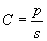 C = p/s